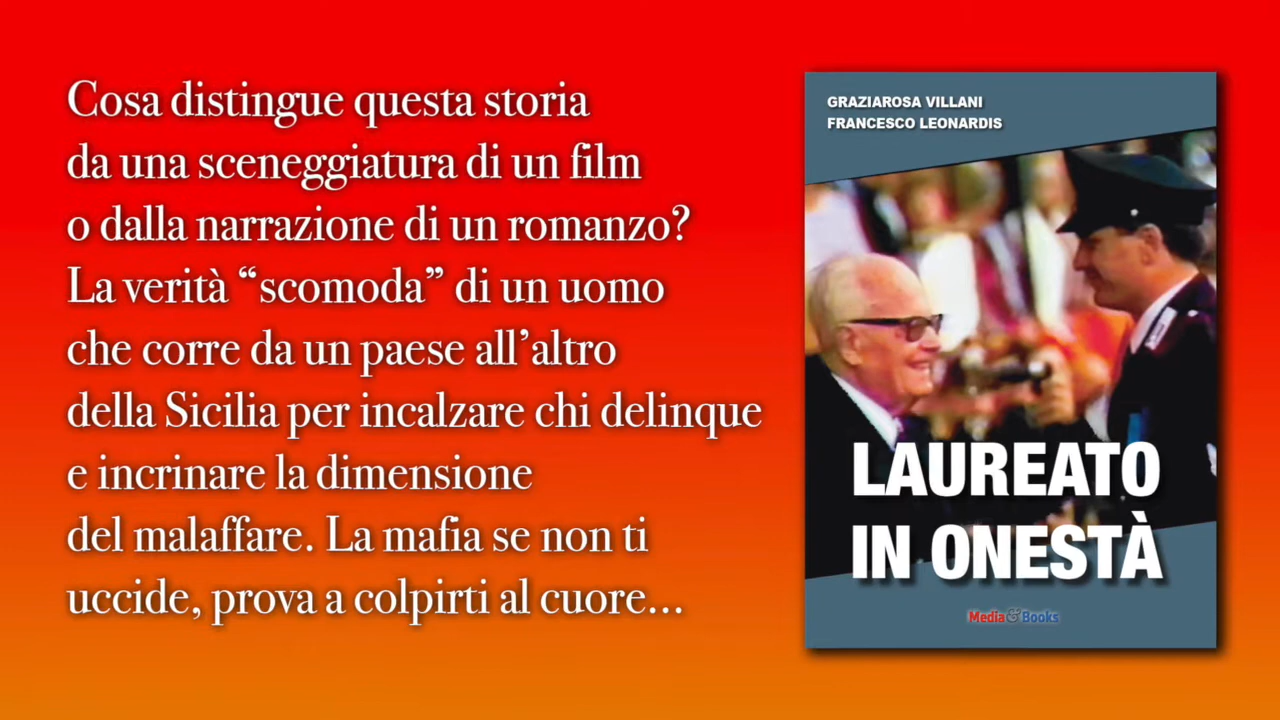 Cosa distingue questa storia
da una sceneggiatura di un film
o dalla narrazione di un romanzo?
La verità “scomoda” di un uomo
che corre da un paese all’altro
della Sicilia per incalzare chi delinque
e incrinare la dimensione
del malaffare. La mafia se non ti
uccide, prova a colpirti al cuore...
GRAZIAROSA VILLANI
FRANCESCO LEONARDIS
LAUREATO
IN ONESTÀ
Media&Books